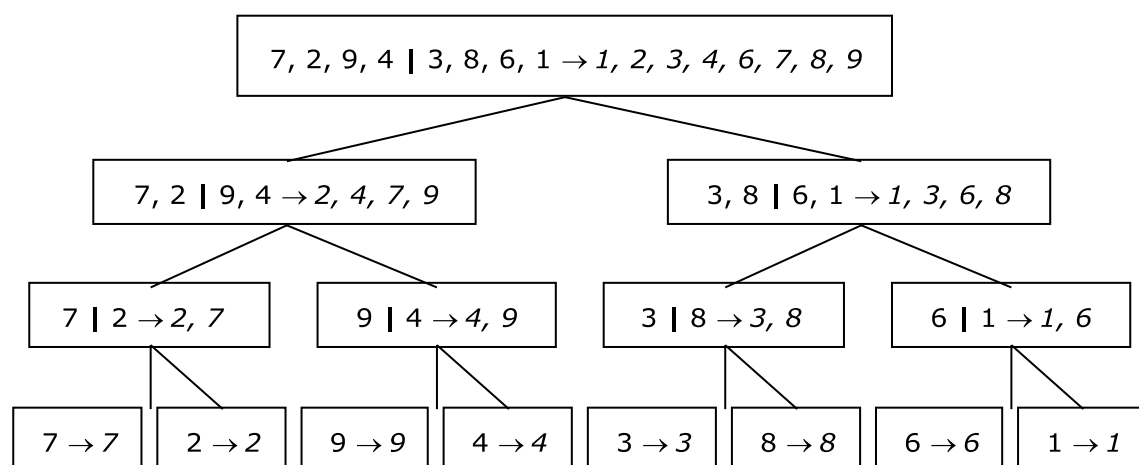 7, 2, 9, 4 | 3, 8, 6, 1 → 1, 2, 3, 4, 6, 7, 8, 9
7, 2 | 9, 4 → 2, 4, 7, 9
3, 8 | 6, 1 → 1, 3, 6, 8
7 | 2 → 2, 7
9 | 4 → 4, 9
3 | 8 → 3, 8
6 | 1 → 1, 6
7 → 7
2 → 2
9 → 9
4 → 4
3 → 3
8 → 8
6 → 6
1 → 1